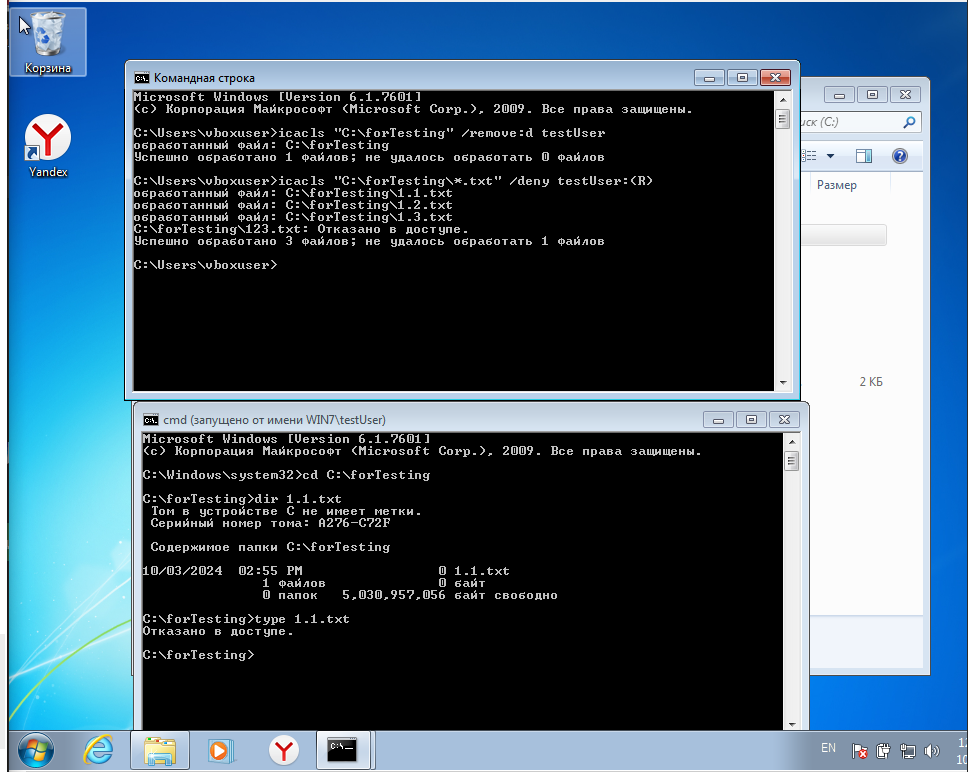 Корзина
Yandex
Командная строка
Microsoft Windows [Version 6.1.7601]
(c) Корпорация Майкрософт (Microsoft Corp.), 2009. Все права защищены.
C:\Users\vboxuser>icacls "C:\forTesting" /remove:d testUser
обработанный файл: C:\forTesting
Успешно обработано 1 файлов; не удалось обработать 0 файлов
C:\Users\vboxuser>icacls "C:\forTesting\*.txt" /deny testUser:(R)
обработанный файл: C:\forTesting\1.1.txt
обработанный файл: C:\forTesting\1.2.txt
обработанный файл: C:\forTesting\1.3.txt
C:\forTesting\123.txt: Отказано в доступе.
Успешно обработано 3 файлов; не удалось обработать 1 файлов
C:\Users\vboxuser>
(C:)
Размер
2 КБ
cmd (запущено от имени WIN7\testUser)
Microsoft Windows [Version 6.1.7601]
(c) Корпорация Майкрософт (Microsoft Corp.), 2009. Все права защищены.
C:\Windows\system32>cd C:\forTesting
C:\forTesting>dir 1.1.txt
Том в устройстве C не имеет метки.
Серийный номер тома: A276-C72F
Содержимое папки C:\forTesting
10/03/2024 02:55 PM 0 1.1.txt
1 файлов 0 байт
0 папок 5,030,957,056 байт свободно
C:\forTesting>type 1.1.txt
Отказано в доступе.
C:\forTesting>
EN